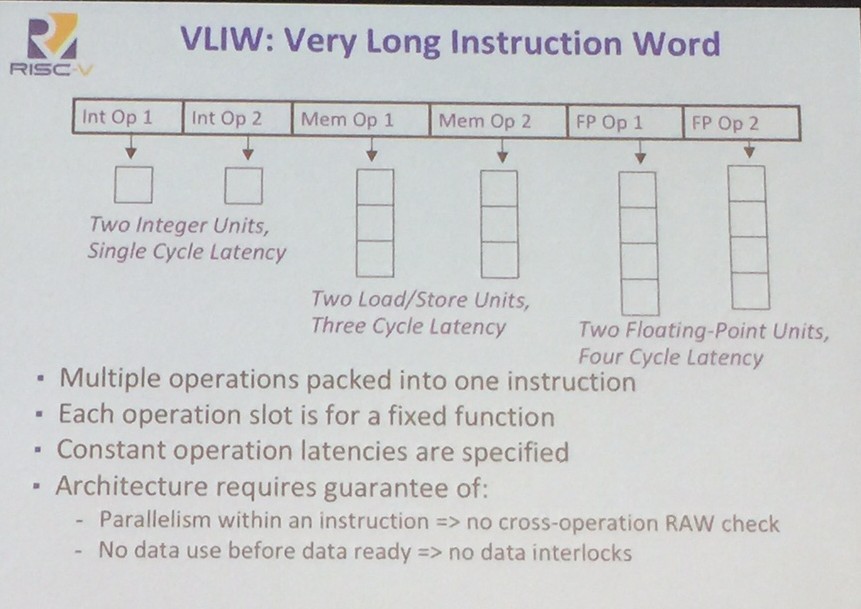 RISC-V
VLIW: Very Long Instruction Word
Int Op 1 Int Op 2 Mem Op 1 Mem Op 2 FP Op 1 FP Op 2
Two Integer Units,
Single Cycle Latency
Two Load/Store Units,
Three Cycle Latency
Two Floating-Point Units,
Four Cycle Latency
▪ Multiple operations packed into one instruction
▪ Each operation slot is for a fixed function
▪ Constant operation latencies are specified
▪ Architecture requires guarantee of:
- Parallelism within an instruction => no cross-operation RAW check
- No data use before data ready => no data interlocks